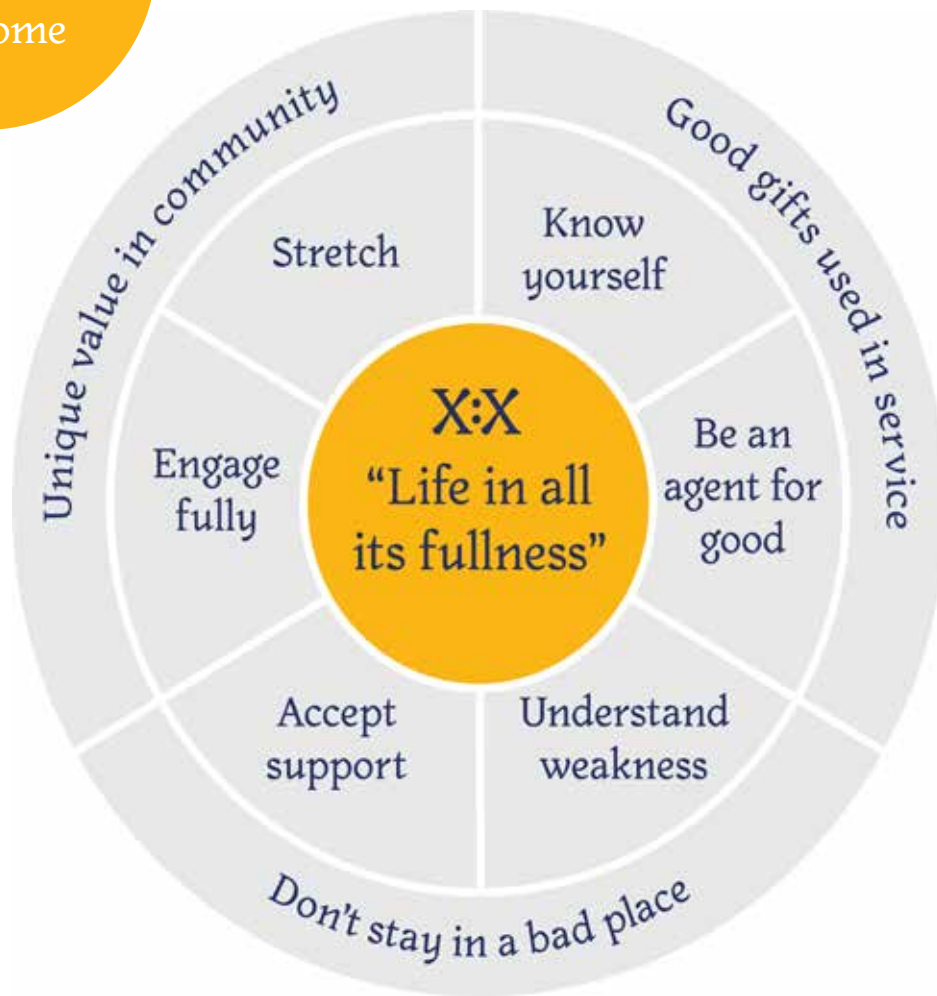 ome
Unique value in community
Good gifts used in service
Stretch
Know
yourself
Engage
fully
X:X
“Life in all
its fullness”
Be an
agent for
good
Accept
support
Understand
weakness
Don't stay in a bad place